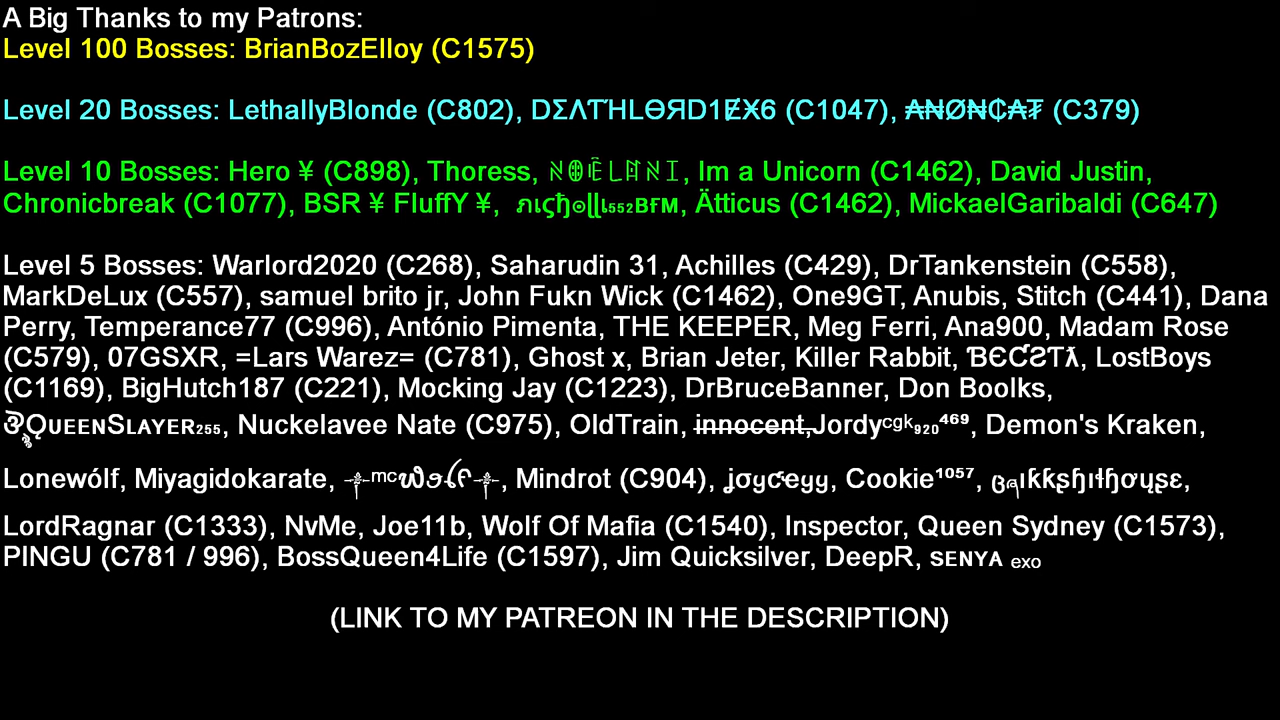 A Big Thanks to my Patrons:
Level 100 Bosses: BrianBozElloy (C1575)
Level 20 Bosses: LethallyBlonde (C802), DΣΛƬΉLӨЯD1ɆӾ6 (C1047), ₳₦Ø₦₵₳₮ (C379)
Level 10 Bosses: Hero ¥ (C898), Thoress, Im a Unicorn (C1462), David Justin,
Chronicbreak (C1077), BSR ¥ FluffY ¥, Ätticus (C1462), MickaelGaribaldi (C647)
Level 5 Bosses: Warlord2020 (C268), Saharudin 31, Achilles (C429), DrTankenstein (C558),
MarkDeLux (C557), samuel brito jr, John Fukn Wick (C1462), One9GT, Anubis, Stitch (C441), Dana
Perry, Temperance77 (C996), António Pimenta, THE KEEPER, Meg Ferri, Ana900, Madam Rose
(C579), 07GSXR, =Lars Warez= (C781), Ghost x, Brian Jeter, Killer Rabbit, ƁЄƇƧƬƛ, LostBoys
(C1169), BigHutch187 (C221), Mocking Jay (C1223), DrBruceBanner, Don Boolks,
QᴜᴇᴇɴSʟᴀʏᴇʀ₂₅₅, Nuckelavee Nate (C975), OldTrain, i̶n̶n̶o̶c̶e̶n̶t̶,̶Jordyᶜᵍᵏ₉₂₀⁴⁶⁹, Demon's Kraken,
Lonewólf, Miyagidokarate, Mindrot (C904), Cookie¹⁰⁵⁷,
LordRagnar (C1333), NvMe, Joe11b, Wolf Of Mafia (C1540), Inspector, Queen Sydney (C1573),
PINGU (C781 / 996), BossQueen4Life (C1597), Jim Quicksilver, DeepR, sᴇɴʏᴀ ₑₓₒ
(LINK TO MY PATREON IN THE DESCRIPTION)